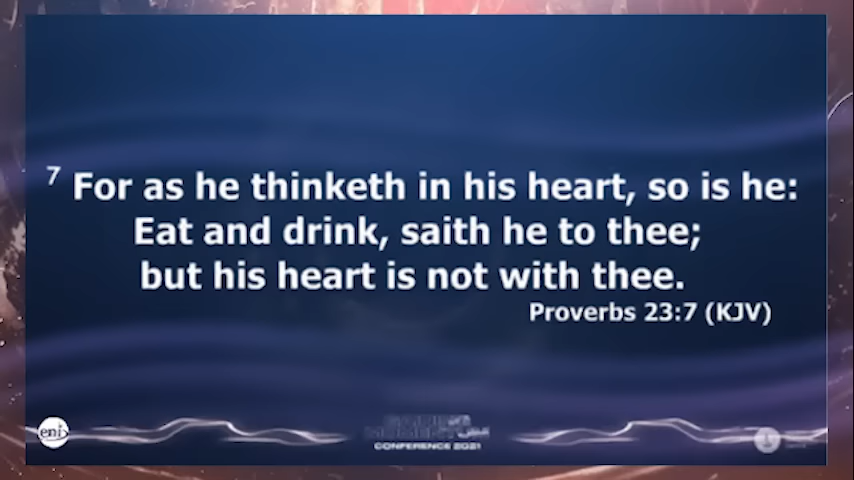 7 For as he thinketh in his heart, so is he:
Eat and drink, saith he to thee;
but his heart is not with thee.
Proverbs 23:7 (KJV)
eni
CONFERENCE 2021